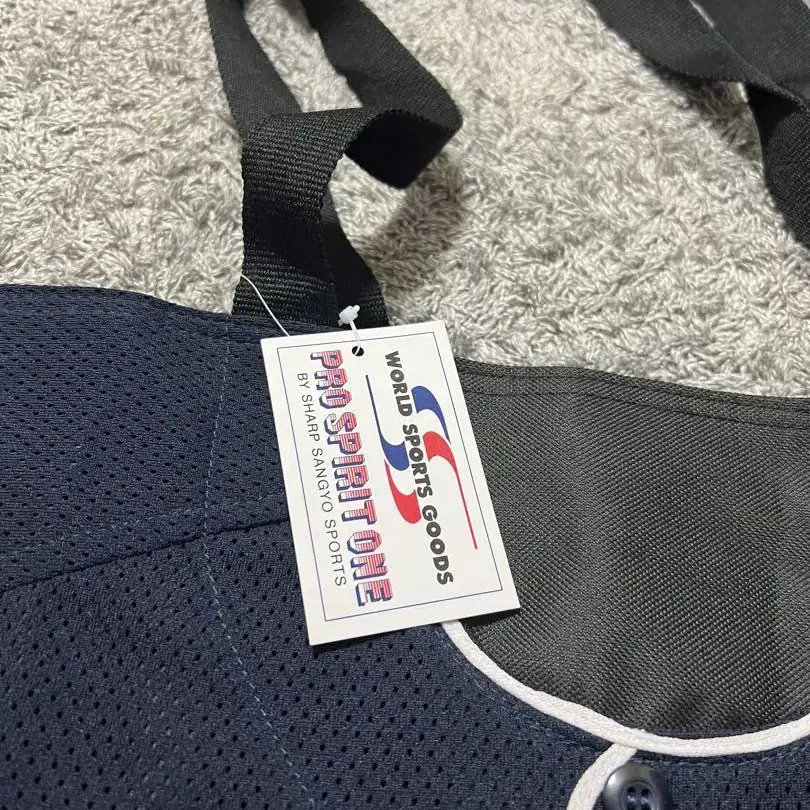 WORLD SPORTS GOODS
PRO SPIRIT ONE
BY SHARP SANGYO SPORTS